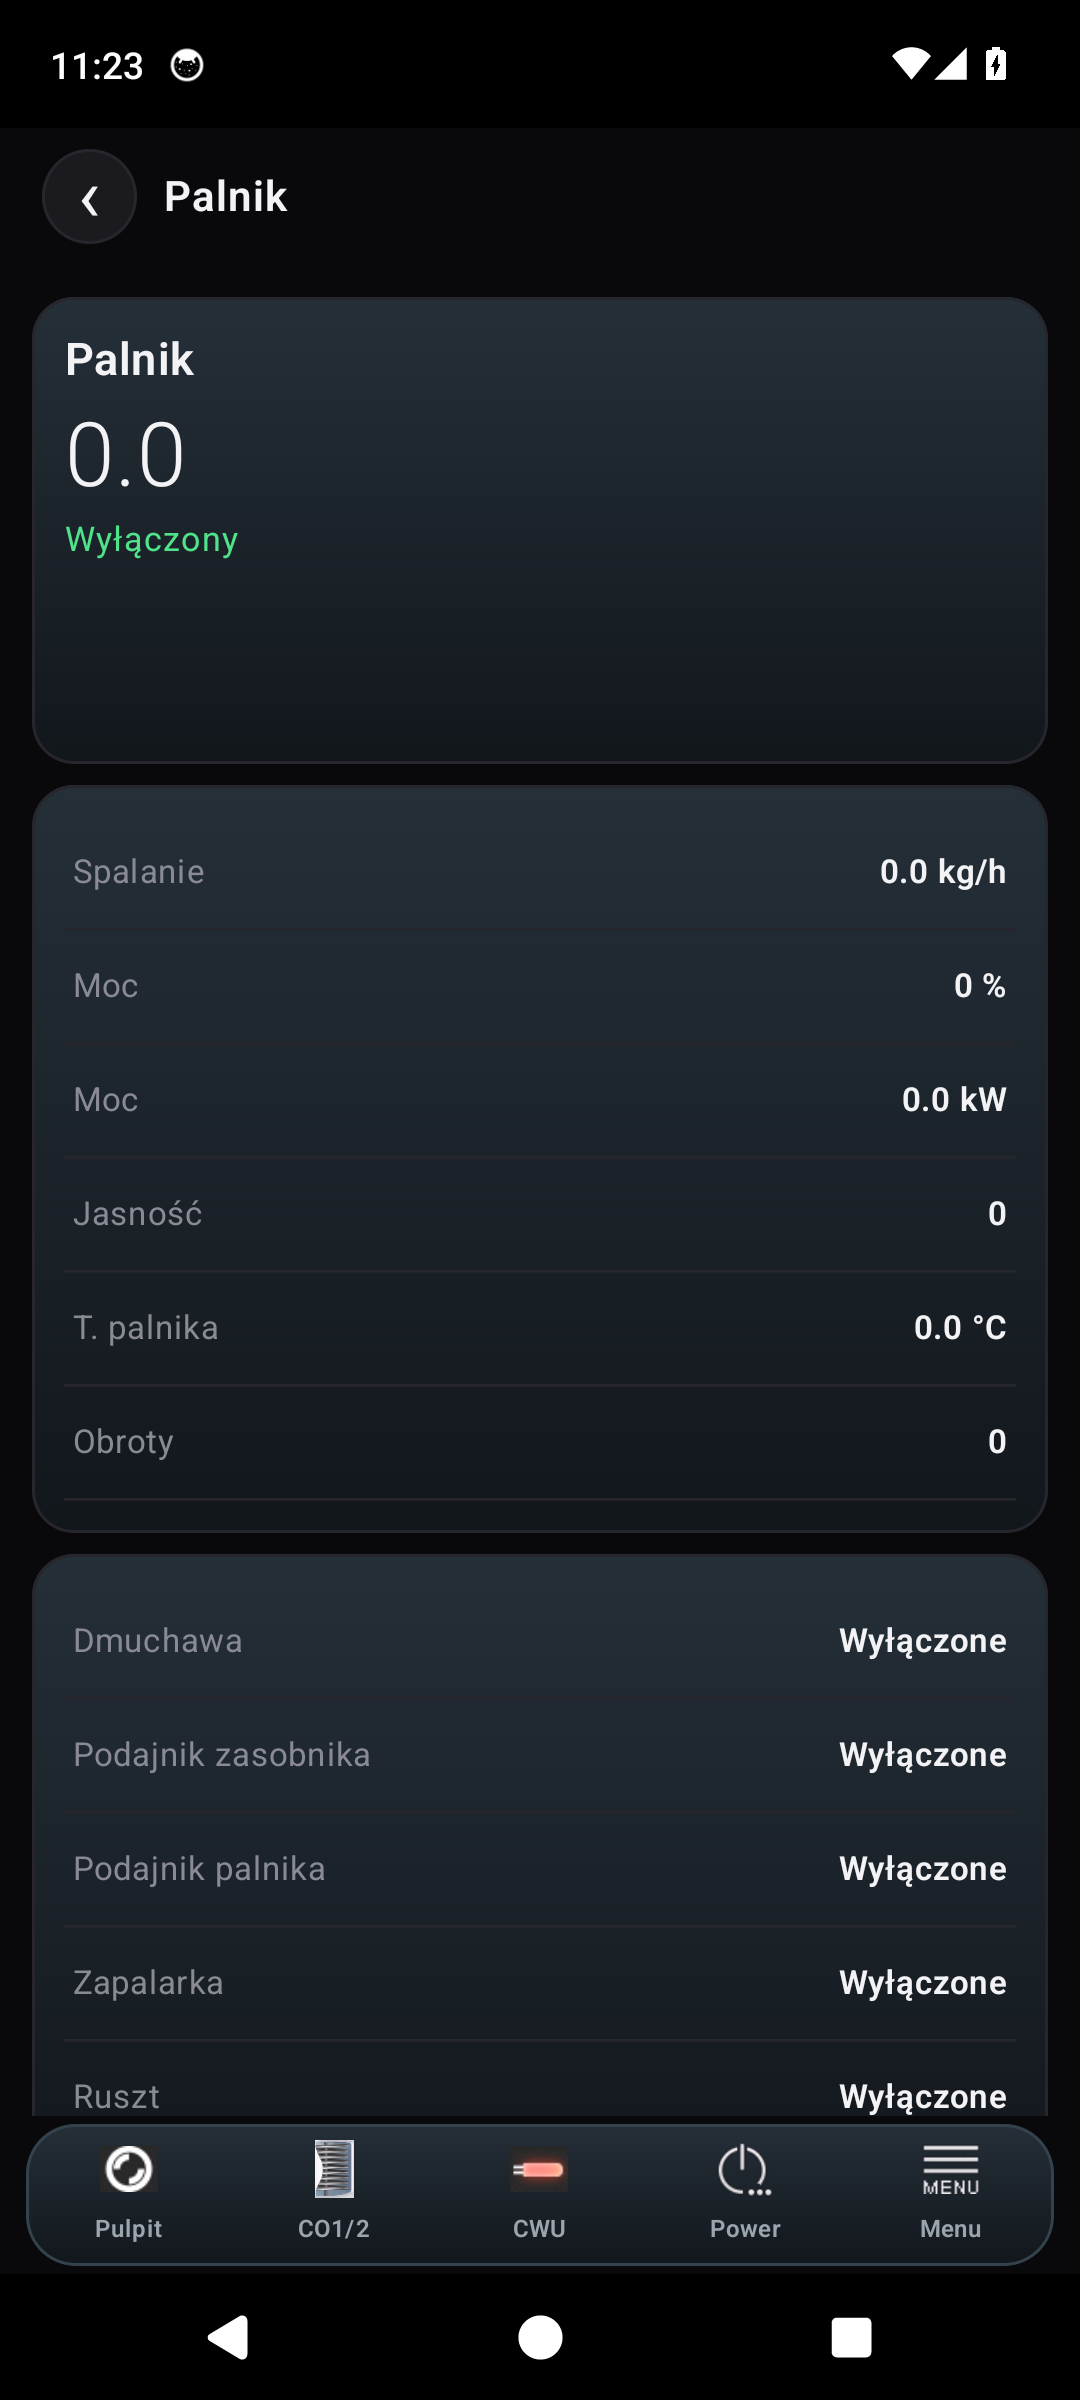 11:23
Palnik
Palnik
0.0
Wyłączony
Spalanie 0.0 kg/h
Moc 0 %
Moc 0.0 kW
Jasność 0
T. palnika 0.0 °C
Obroty 0
Dmuchawa Wyłączone
Podajnik zasobnika Wyłączone
Podajnik palnika Wyłączone
Zapalarka Wyłączone
Ruszt Wyłączone
MENU
Pulpit CO1/2 CWU Power Menu